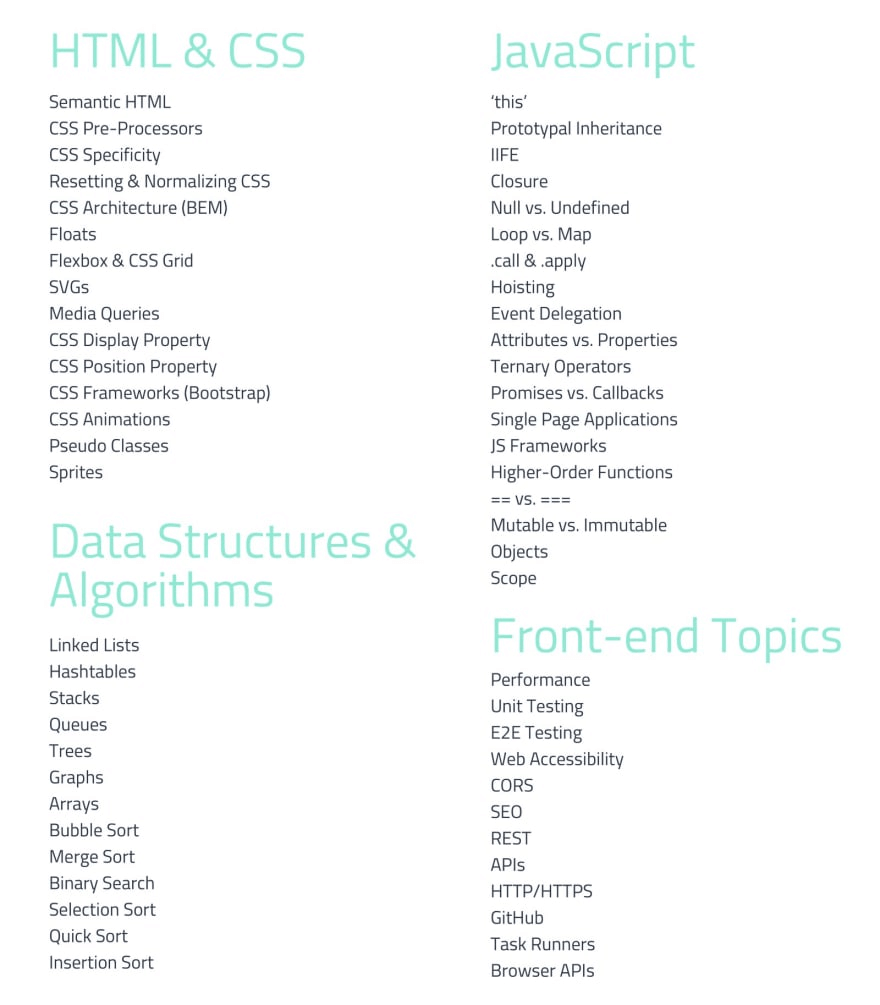 HTML & CSS
Semantic HTML
CSS Pre-Processors
CSS Specificity
Resetting & Normalizing CSS
CSS Architecture (BEM)
Floats
Flexbox & CSS Grid
SVGs
Media Queries
CSS Display Property
CSS Position Property
CSS Frameworks (Bootstrap)
CSS Animations
Pseudo Classes
Sprites
Data Structures &
Algorithms
Linked Lists
Hashtables
Stacks
Queues
Trees
Graphs
Arrays
Bubble Sort
Merge Sort
Binary Search
Selection Sort
Quick Sort
Insertion Sort
JavaScript
‘this’
Prototypal Inheritance
IIFE
Closure
Null vs. Undefined
Loop vs. Map
.call & .apply
Hoisting
Event Delegation
Attributes vs. Properties
Ternary Operators
Promises vs. Callbacks
Single Page Applications
JS Frameworks
Higher-Order Functions
== vs. ===
Mutable vs. Immutable
Objects
Scope
Front-end Topics
Performance
Unit Testing
E2E Testing
Web Accessibility
CORS
SEO
REST
APIs
HTTP/HTTPS
GitHub
Task Runners
Browser APIs